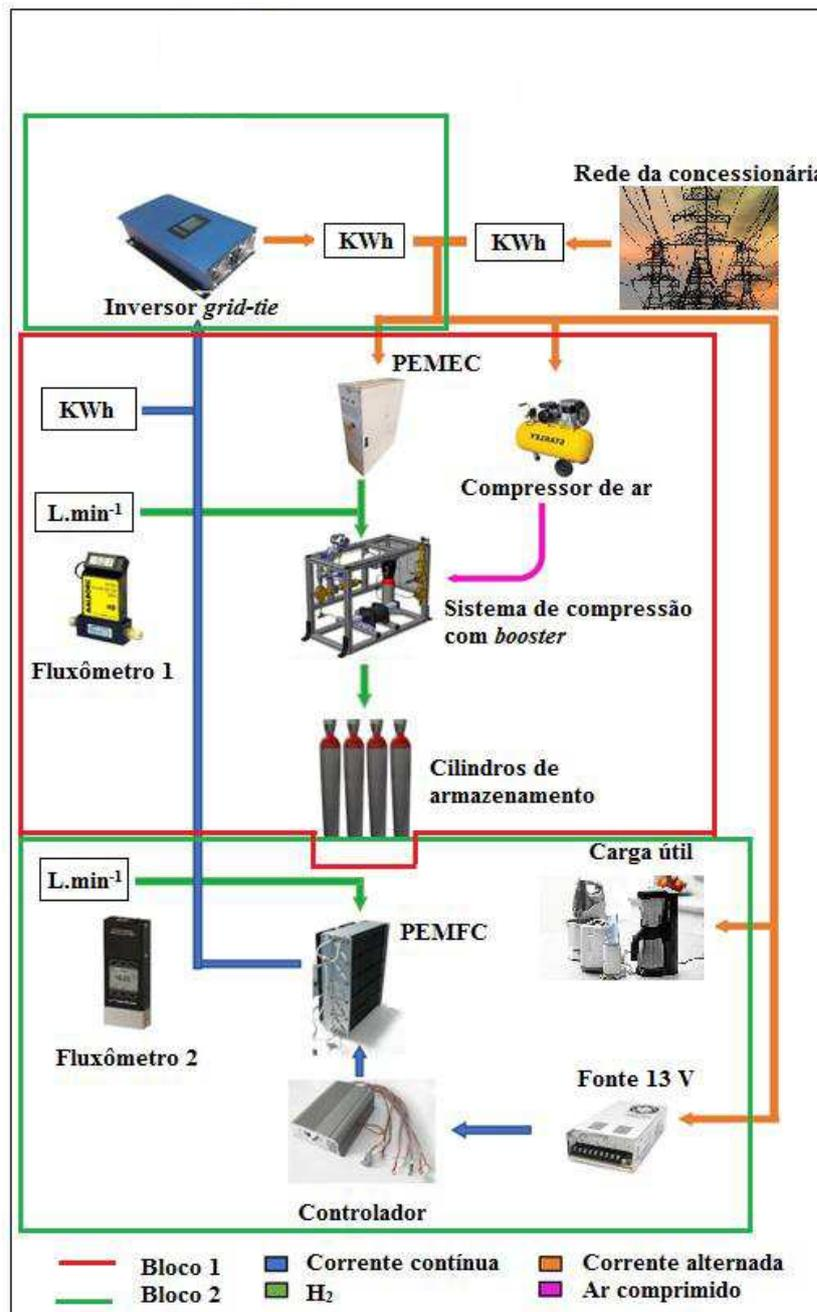 Rede da concessionária
KWh
KWh
Inversor grid-tie
PEMEC
KWh
Compressor de ar
L.min-1
Sistema de compressão
com booster
Fluxômetro 1
Cilindros de
armazenamento
Carga útil
L.min-1
PEMFC
Fluxômetro 2
Fonte 13 V
Controlador
Bloco 1
Corrente contínua
Corrente alternada
Bloco 2
H2
Ar comprimido